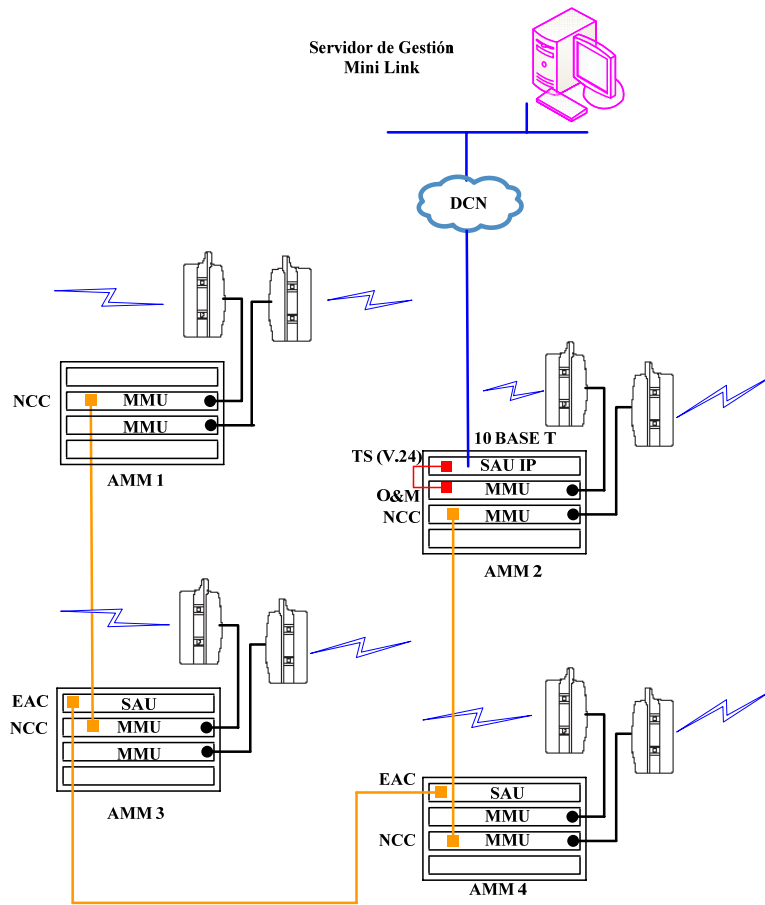 Servidor de Gestión
Mini Link
DCN
NCC
MMU
MMU
AMM 1
10 BASE T
TS (V.24)
SAU IP
O&M
MMU
NCC
MMU
AMM 2
EAC
SAU
NCC
MMU
MMU
AMM 3
EAC
SAU
MMU
NCC
MMU
AMM 4